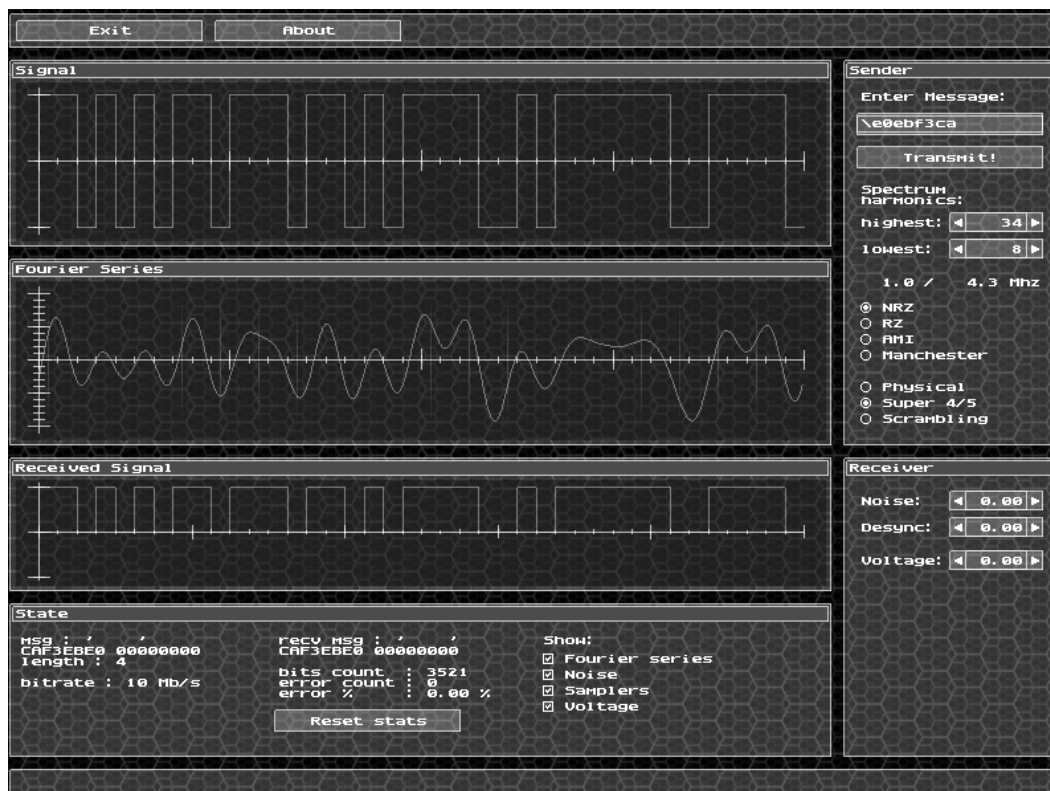 Exit About
Signal
Fourier Series
Received Signal
State
msg : ' '
CAF3EBE0 00000000
length : 4
bitrate : 10 Mb/s
recv msg : ' '
CAF3EBE0 00000000
bits count : 3521
error count : 0
error % : 0.00 %
Reset stats
Show:
Fourier series
Noise
Samplers
Voltage
Sender
Enter Message:
\e0ebf3ca
Transmit!
Spectrum
harmonics:
highest: 34
lowest: 8
1.0 / 4.3 Mhz
NRZ
RZ
AMI
Manchester
Physical
Super 4/5
Scrambling
Receiver
Noise: 0.00
Desync: 0.00
Voltage: 0.00